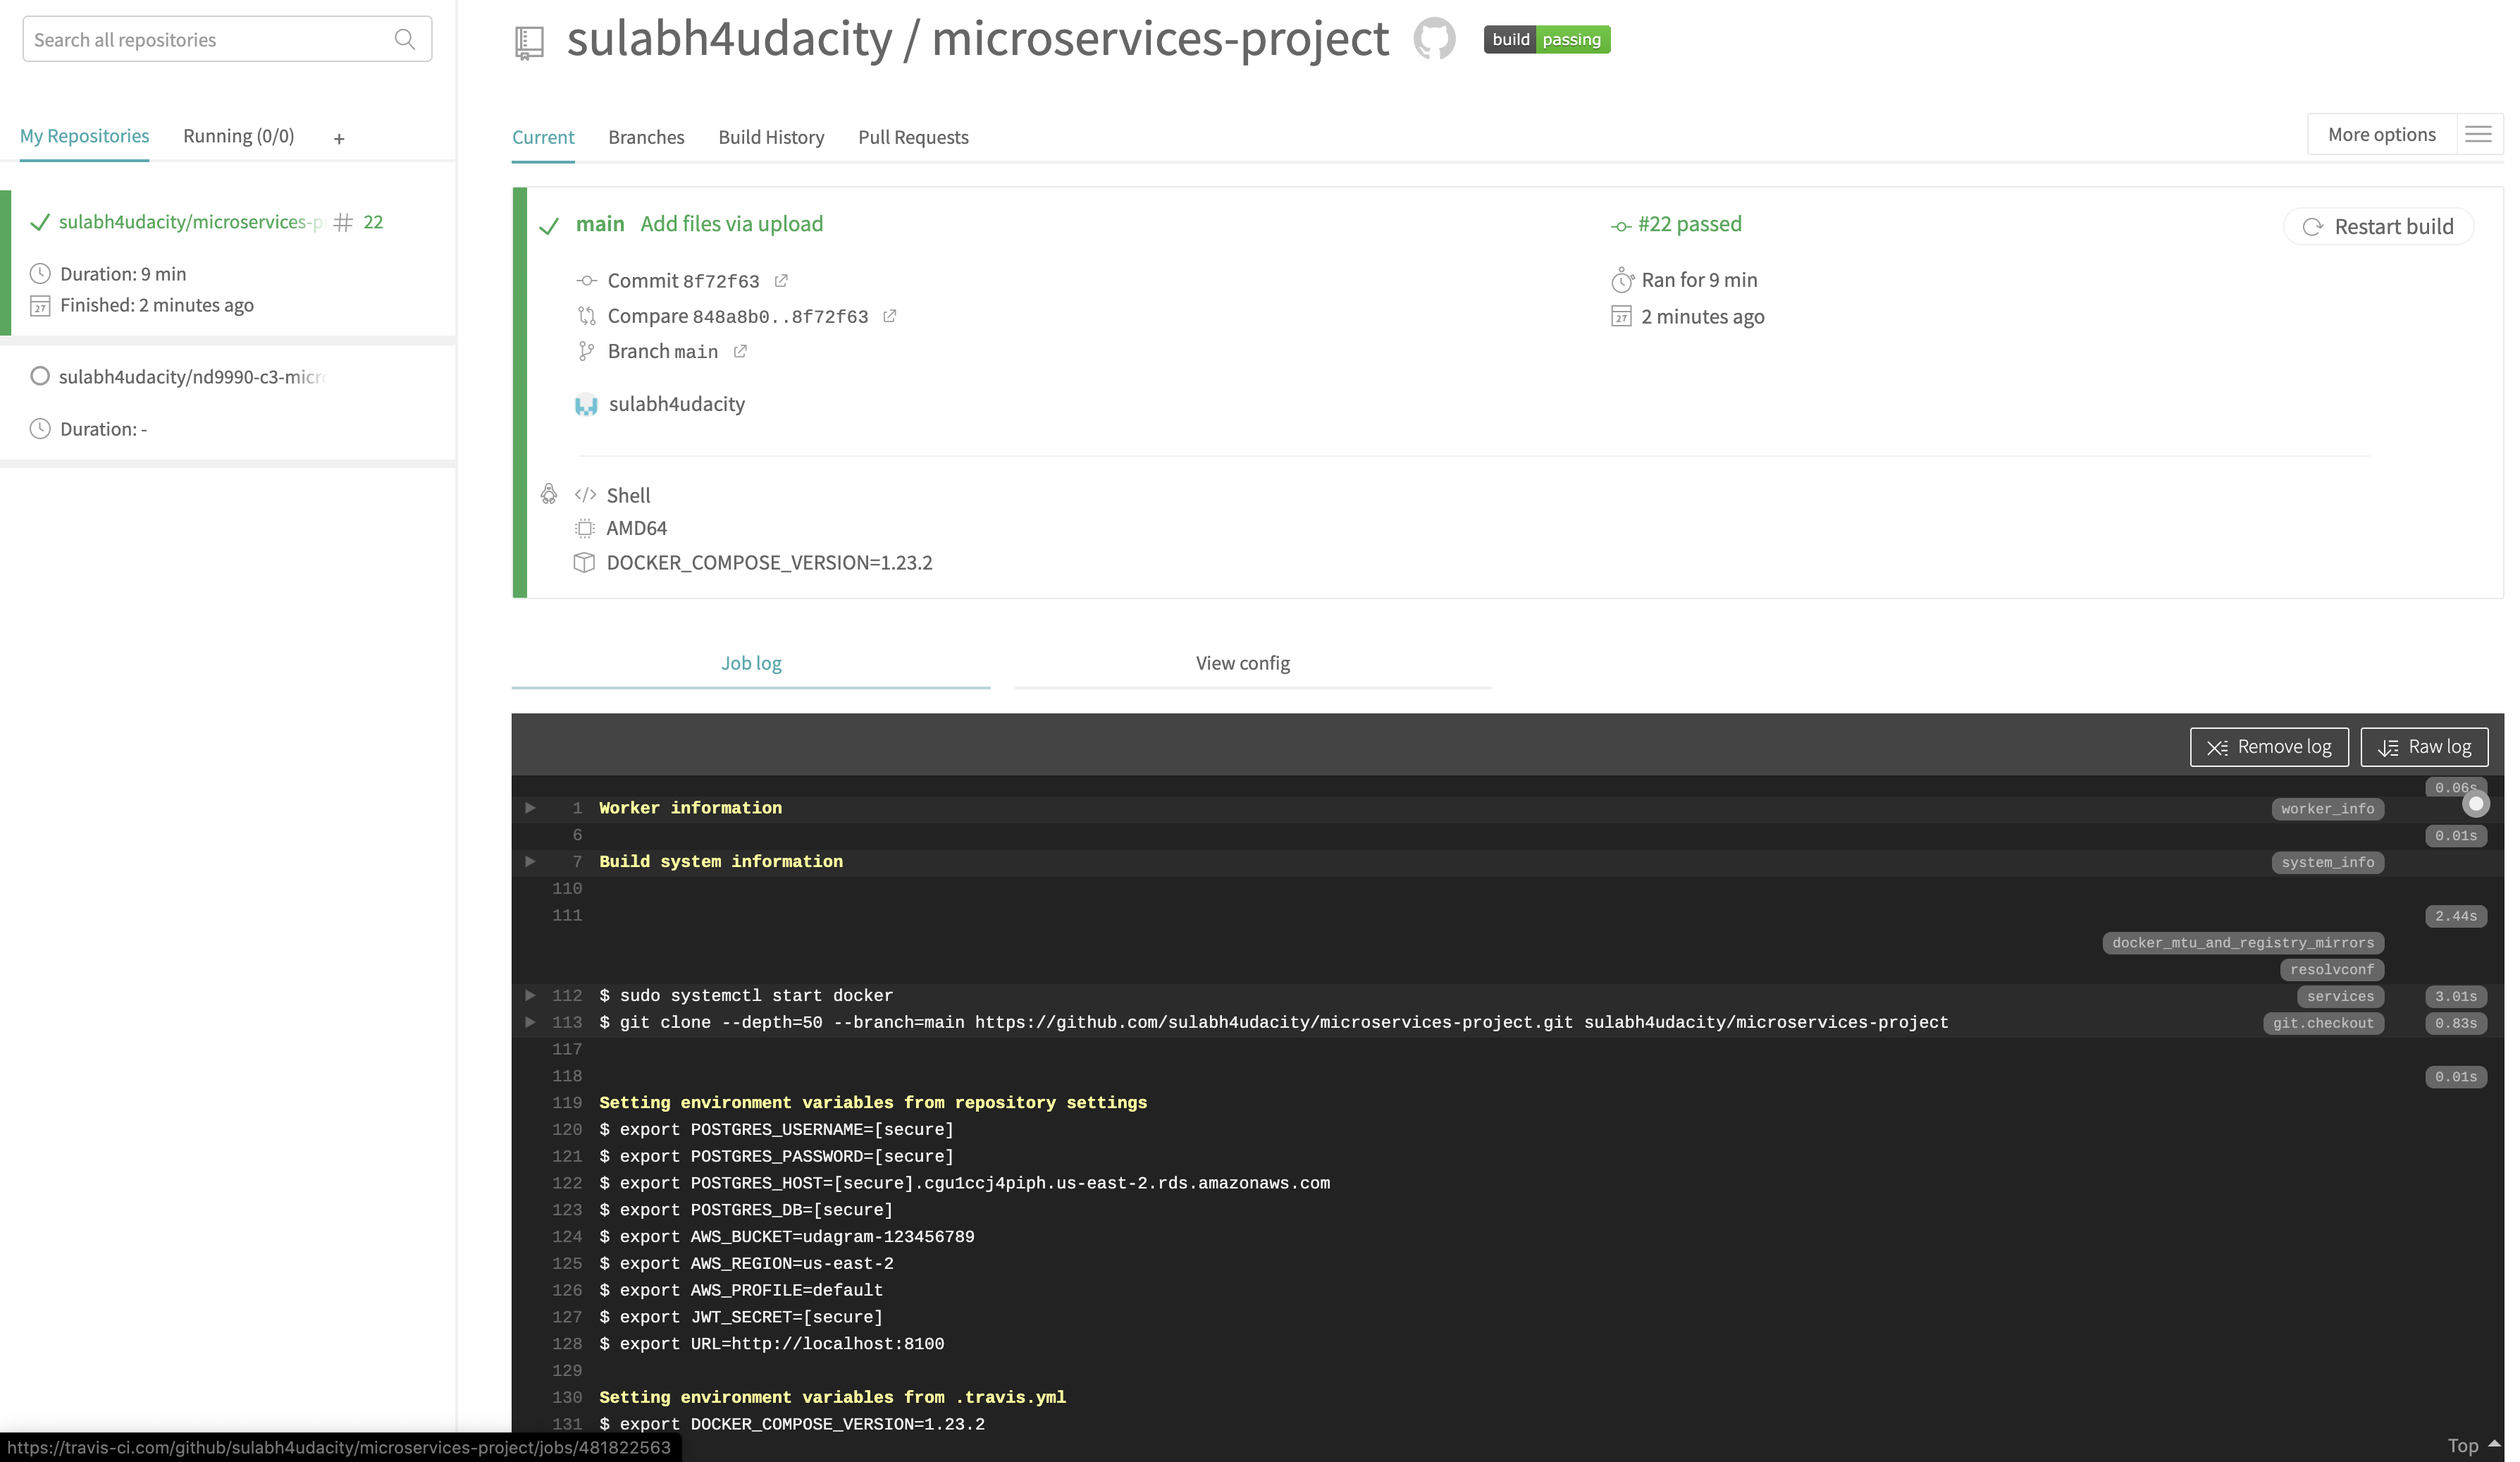 Search all repositories
My Repositories
Running (0/0)
+
sulabh4udacity/microservices-p # 22
Duration: 9 min
27 Finished: 2 minutes ago
sulabh4udacity/nd9990-c3-micr
Duration: -
sulabh4udacity / microservices-project
build passing
Current
Branches
Build History
Pull Requests
More options
main Add files via upload
Commit 8f72f63
Compare 848a8b0..8f72f63
Branch main
sulabh4udacity
#22 passed
Ran for 9 min
27 2 minutes ago
Restart build
</> Shell
AMD64
DOCKER_COMPOSE_VERSION=1.23.2
Job log
View config
Remove log
Raw log
0.06s
1 Worker information worker_info
6 0.01s
7 Build system information system_info
110
111 2.44s
docker_mtu_and_registry_mirrors
resolvconf
112 $ sudo systemctl start docker services 3.01s
113 $ git clone --depth=50 --branch=main https://github.com/sulabh4udacity/microservices-project.git sulabh4udacity/microservices-project git.checkout 0.83s
117
118 0.01s
119 Setting environment variables from repository settings
120 $ export POSTGRES_USERNAME=[secure]
121 $ export POSTGRES_PASSWORD=[secure]
122 $ export POSTGRES_HOST=[secure].cgu1ccj4piph.us-east-2.rds.amazonaws.com
123 $ export POSTGRES_DB=[secure]
124 $ export AWS_BUCKET=udagram-123456789
125 $ export AWS_REGION=us-east-2
126 $ export AWS_PROFILE=default
127 $ export JWT_SECRET=[secure]
128 $ export URL=http://localhost:8100
129
130 Setting environment variables from .travis.yml
131 $ export DOCKER_COMPOSE_VERSION=1.23.2
https://travis-ci.com/github/sulabh4udacity/microservices-project/jobs/481822563
Top